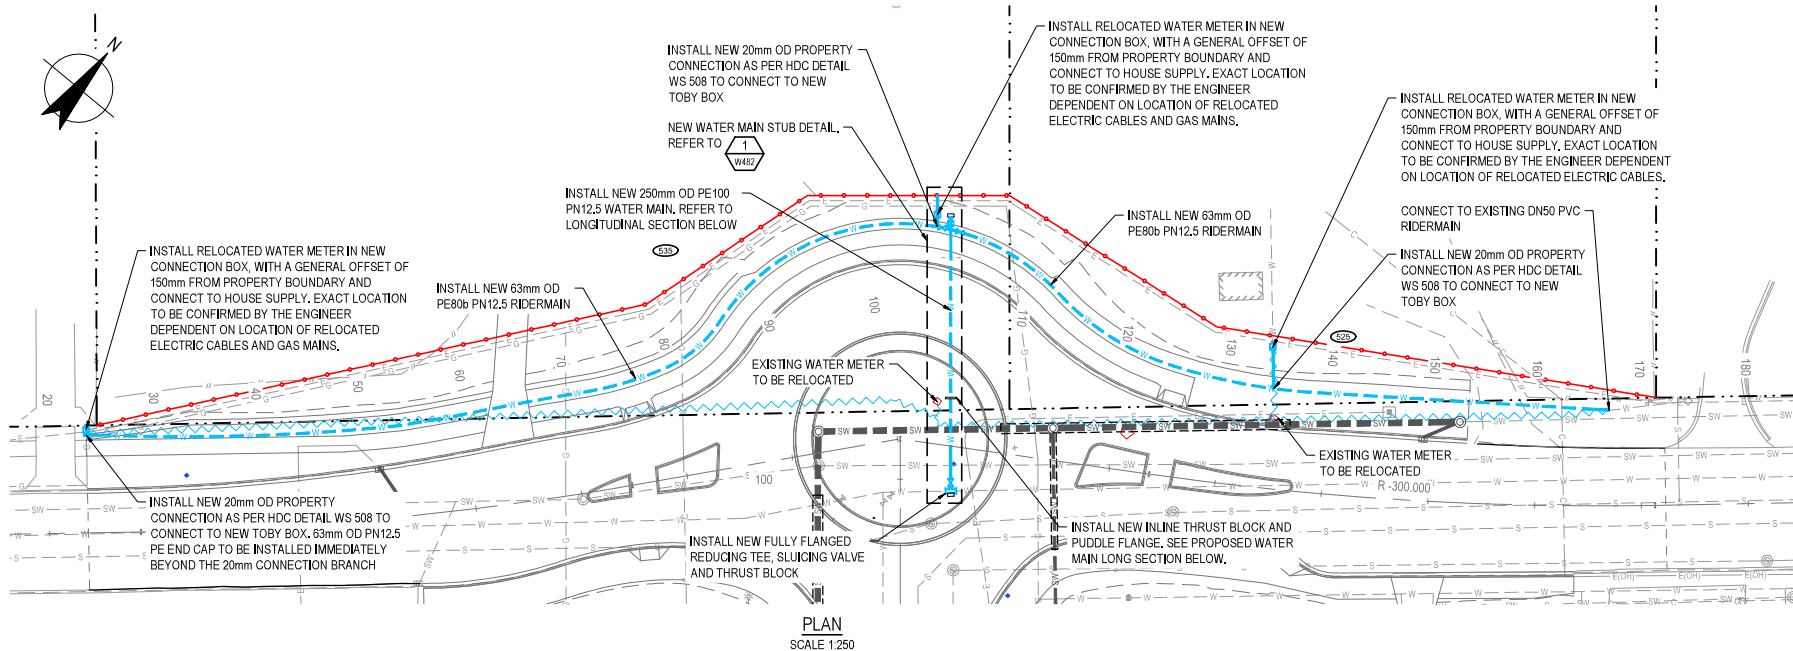 N
INSTALL NEW 20mm OD PROPERTY
CONNECTION AS PER HDC DETAIL
WS 508 TO CONNECT TO NEW
TOBY BOX
NEW WATER MAIN STUB DETAIL.
REFER TO
1
W482
INSTALL RELOCATED WATER METER IN NEW
CONNECTION BOX, WITH A GENERAL OFFSET OF
150mm FROM PROPERTY BOUNDARY AND
CONNECT TO HOUSE SUPPLY. EXACT LOCATION
TO BE CONFIRMED BY THE ENGINEER
DEPENDENT ON LOCATION OF RELOCATED
ELECTRIC CABLES AND GAS MAINS.
INSTALL RELOCATED WATER METER IN NEW
CONNECTION BOX, WITH A GENERAL OFFSET OF
150mm FROM PROPERTY BOUNDARY AND
CONNECT TO HOUSE SUPPLY. EXACT LOCATION
TO BE CONFIRMED BY THE ENGINEER DEPENDENT
ON LOCATION OF RELOCATED ELECTRIC CABLES.
INSTALL NEW 250mm OD PE100
PN12.5 WATER MAIN. REFER TO
LONGITUDINAL SECTION BELOW
535
INSTALL NEW 63mm OD
PE80b PN12.5 RIDERMAIN
CONNECT TO EXISTING DN50 PVC
RIDERMAIN
INSTALL NEW 20mm OD PROPERTY
CONNECTION AS PER HDC DETAIL
WS 508 TO CONNECT TO NEW
TOBY BOX
INSTALL RELOCATED WATER METER IN NEW
CONNECTION BOX, WITH A GENERAL OFFSET OF
150mm FROM PROPERTY BOUNDARY AND
CONNECT TO HOUSE SUPPLY. EXACT LOCATION
TO BE CONFIRMED BY THE ENGINEER
DEPENDENT ON LOCATION OF RELOCATED
ELECTRIC CABLES AND GAS MAINS.
INSTALL NEW 63mm OD
PE80b PN12.5 RIDERMAIN
525
EXISTING WATER METER
TO BE RELOCATED
20
30
40
50
60
70
80
90
100
110
120
130
140
150
160
170
180
EXISTING WATER METER
TO BE RELOCATED
R -300.000
100
INSTALL NEW 20mm OD PROPERTY
CONNECTION AS PER HDC DETAIL WS 508 TO
CONNECT TO NEW TOBY BOX. 63mm OD PN12.5
PE END CAP TO BE INSTALLED IMMEDIATELY
BEYOND THE 20mm CONNECTION BRANCH
INSTALL NEW FULLY FLANGED
REDUCING TEE, SLUICING VALVE
AND THRUST BLOCK
INSTALL NEW INLINE THRUST BLOCK AND
PUDDLE FLANGE. SEE PROPOSED WATER
MAIN LONG SECTION BELOW.
E(OH)
E(OH)
E(OH)
PLAN
SCALE 1:250